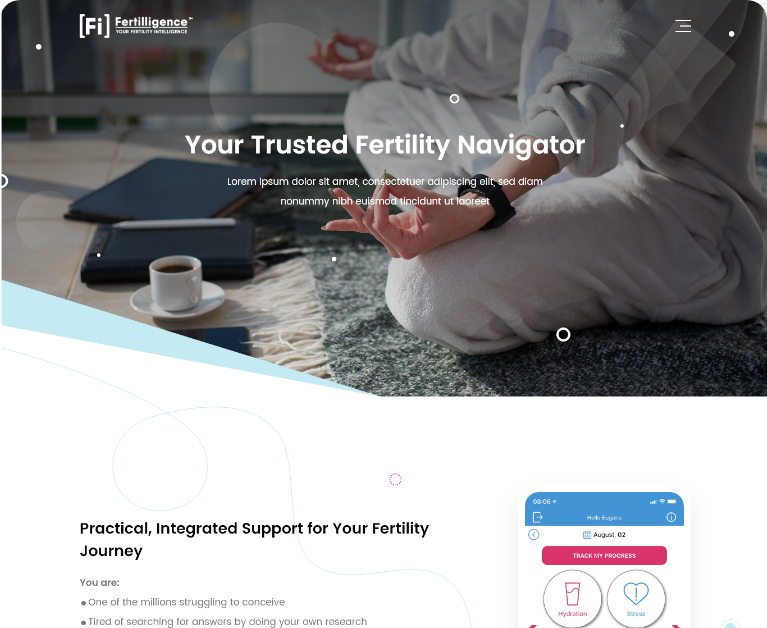 [Fi] Fertilligence™
YOUR FERTILITY INTELLIGENCE
Your Trusted Fertility Navigator
Lorem ipsum dolor sit amet, consectetuer adipiscing elit, sed diam
nonummy nibh euismod tincidunt ut laoreet
Practical, Integrated Support for Your Fertility
Journey
You are:
● One of the millions struggling to conceive
● Tired of searching for answers by doing your own research
08:06
Hello Eugena
August, 02
TRACK MY PROGRESS
Hydration
Stress